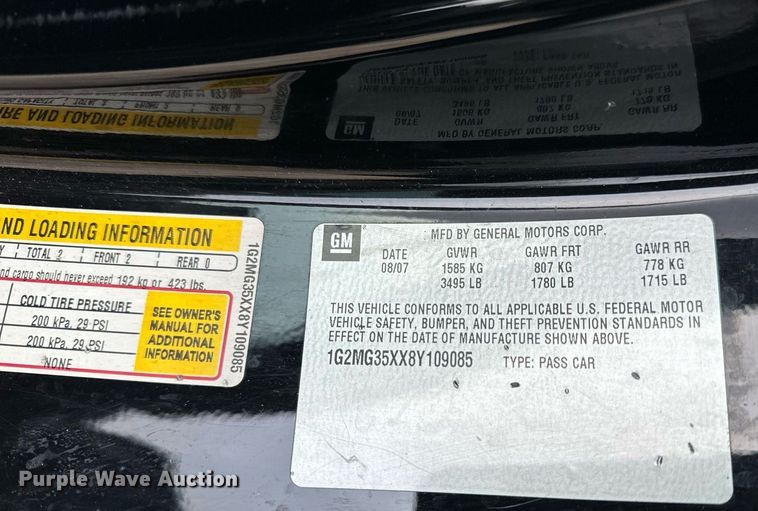 ND LOADING INFORMATION
TOTAL 2 FRONT 2 REAR 0
nd cargo should never exceed 192 kg or 423 lbs.
COLD TIRE PRESSURE
200 kPa, 29 PSI
200 kPa, 29 PSI
NONE
SEE OWNER'S
MANUAL FOR
ADDITIONAL
INFORMATION
1G2MG35XX8Y109085
GM
MFD BY GENERAL MOTORS CORP.
DATE GVWR GAWR FRT GAWR RR
08/07 1585 KG 807 KG 778 KG
3495 LB 1780 LB 1715 LB
THIS VEHICLE CONFORMS TO ALL APPLICABLE U.S. FEDERAL MOTOR
VEHICLE SAFETY, BUMPER, AND THEFT PREVENTION STANDARDS IN
EFFECT ON THE DATE OF MANUFACTURE SHOWN ABOVE.
1G2MG35XX8Y109085 TYPE: PASS CAR
Purple Wave Auction